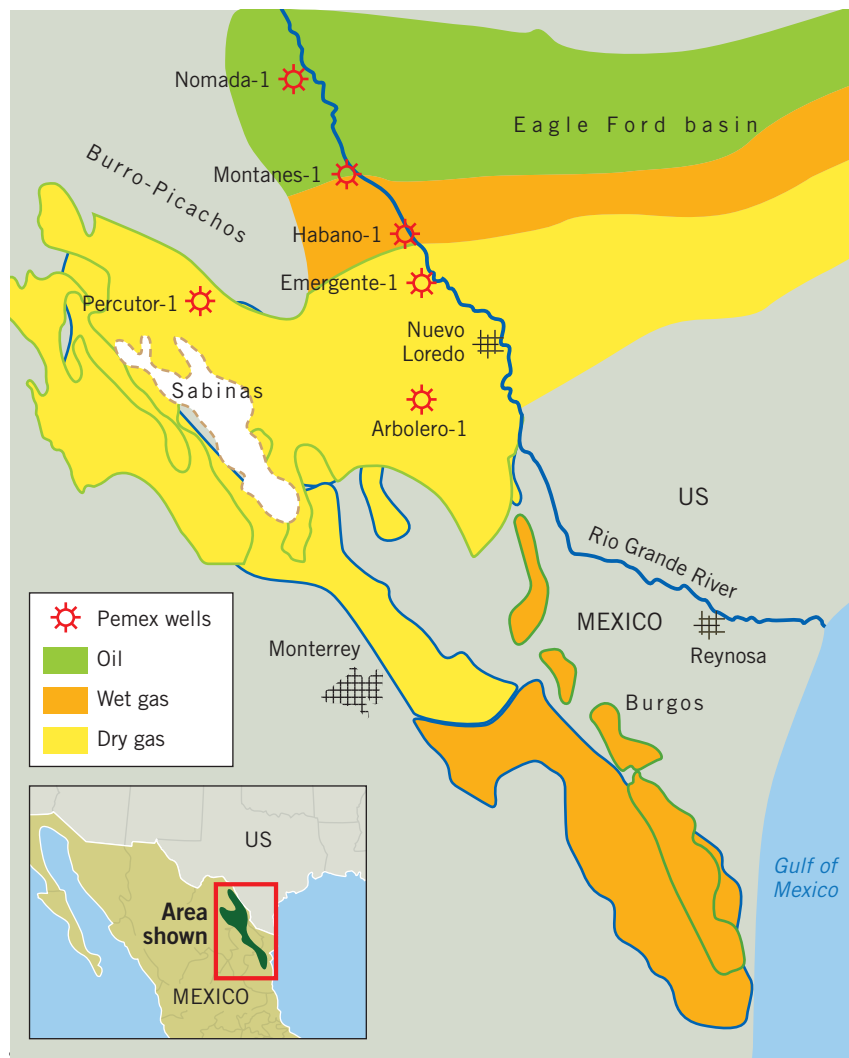 Nomada-1
Eagle Ford basin
Burro-Picachos
Montanes-1
Habano-1
Emergente-1
Percutor-1
Nuevo
Loredo
Sabinas
Arbolero-1
US
Rio Grande River
MEXICO
Reynosa
Monterrey
Burgos
Pemex wells
Oil
Wet gas
Dry gas
Gulf of
Mexico
US
Area
shown
MEXICO